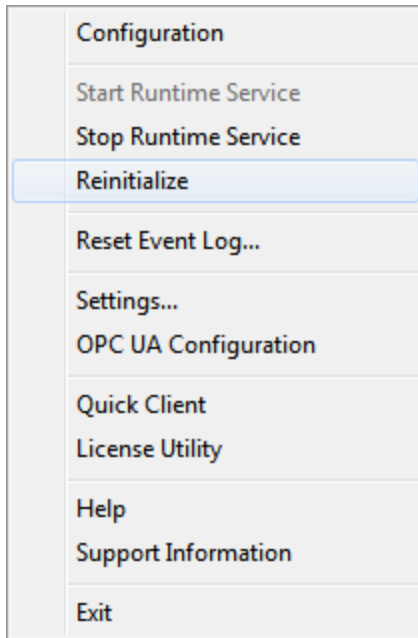 Configuration
Start Runtime Service
Stop Runtime Service
Reinitialize
Reset Event Log...
Settings...
OPC UA Configuration
Quick Client
License Utility
Help
Support Information
Exit